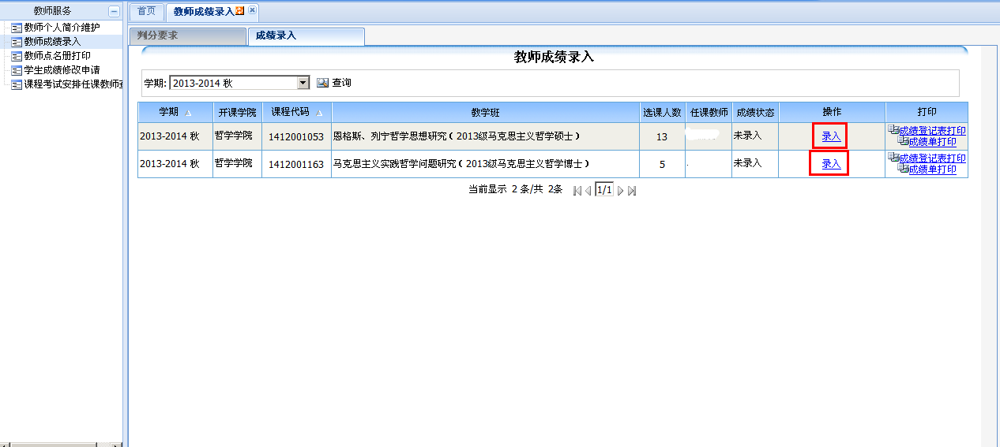 教师服务
教师个人简介维护
教师成绩录入
教师点名册打印
学生成绩修改申请
课程考试安排任课教师
首页 教师成绩录入
判分要求 成绩录入
教师成绩录入
学期: 2013-2014 秋 查询
学期 开课学院 课程代码 教学班 选课人数 任课教师 成绩状态 操作 打印
2013-2014 秋 哲学学院 1412001053 恩格斯、列宁哲学思想研究（2013级马克思主义哲学硕士） 13 未录入 录入 成绩登记表打印
成绩单打印
2013-2014 秋 哲学学院 1412001163 马克思主义实践哲学问题研究（2013级马克思主义哲学博士） 5 未录入 录入 成绩登记表打印
成绩单打印
当前显示 2 条/共 2条 1/1